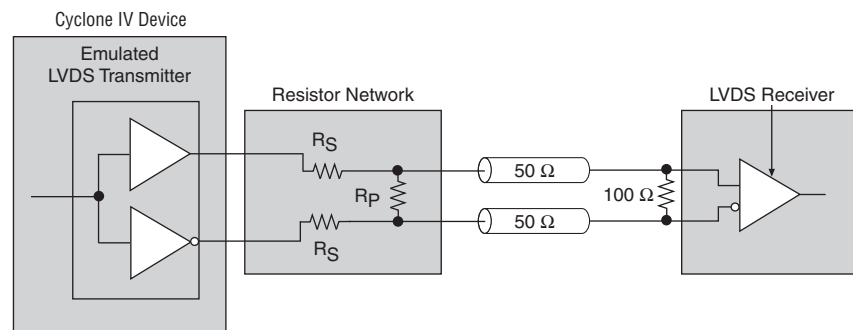 Cyclone IV Device
Emulated
LVDS Transmitter
Resistor Network
LVDS Receiver
RS
50 Ω
RP
100 Ω
50 Ω
RS